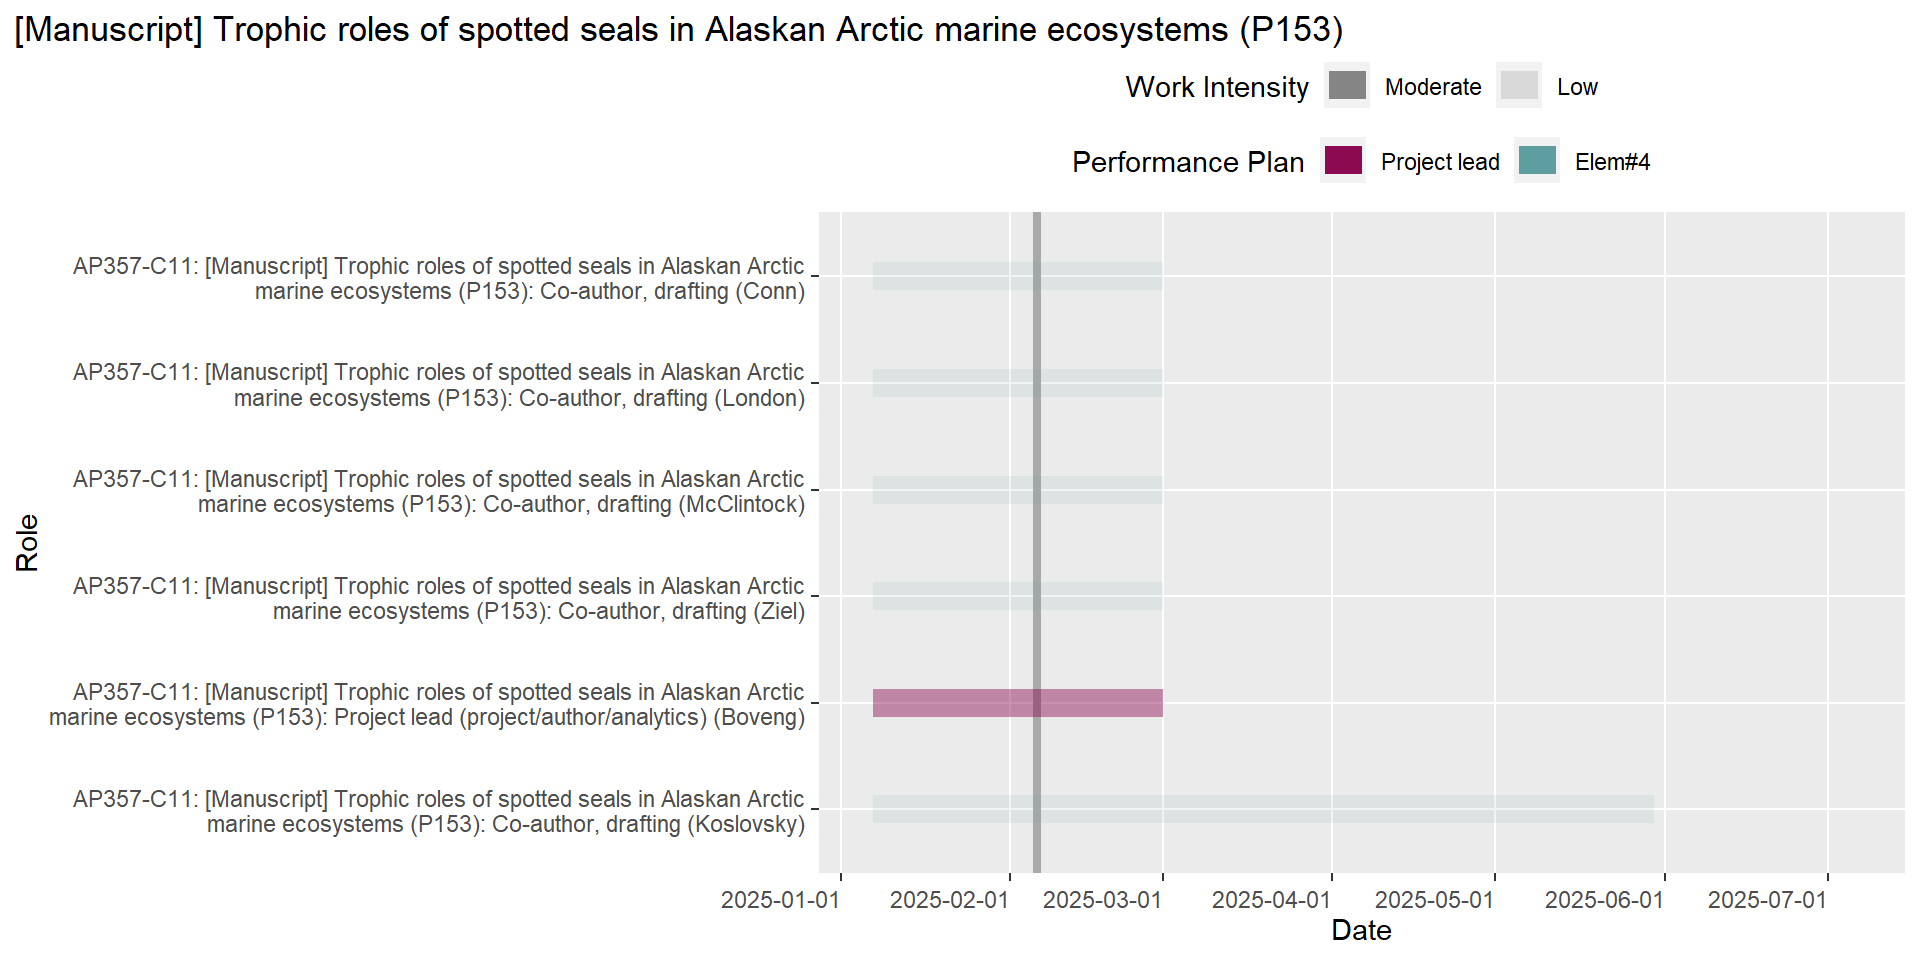 [Manuscript] Trophic roles of spotted seals in Alaskan Arctic marine ecosystems (P153)
Work Intensity Moderate Low
Performance Plan Project lead Elem#4
AP357-C11: [Manuscript] Trophic roles of spotted seals in Alaskan Arctic
marine ecosystems (P153): Co-author, drafting (Conn)
AP357-C11: [Manuscript] Trophic roles of spotted seals in Alaskan Arctic
marine ecosystems (P153): Co-author, drafting (London)
AP357-C11: [Manuscript] Trophic roles of spotted seals in Alaskan Arctic
marine ecosystems (P153): Co-author, drafting (McClintock)
AP357-C11: [Manuscript] Trophic roles of spotted seals in Alaskan Arctic
marine ecosystems (P153): Co-author, drafting (Ziel)
AP357-C11: [Manuscript] Trophic roles of spotted seals in Alaskan Arctic
marine ecosystems (P153): Project lead (project/author/analytics) (Boveng)
AP357-C11: [Manuscript] Trophic roles of spotted seals in Alaskan Arctic
marine ecosystems (P153): Co-author, drafting (Koslovsky)
Role
2025-01-01 2025-02-01 2025-03-01 2025-04-01 2025-05-01 2025-06-01 2025-07-01
Date